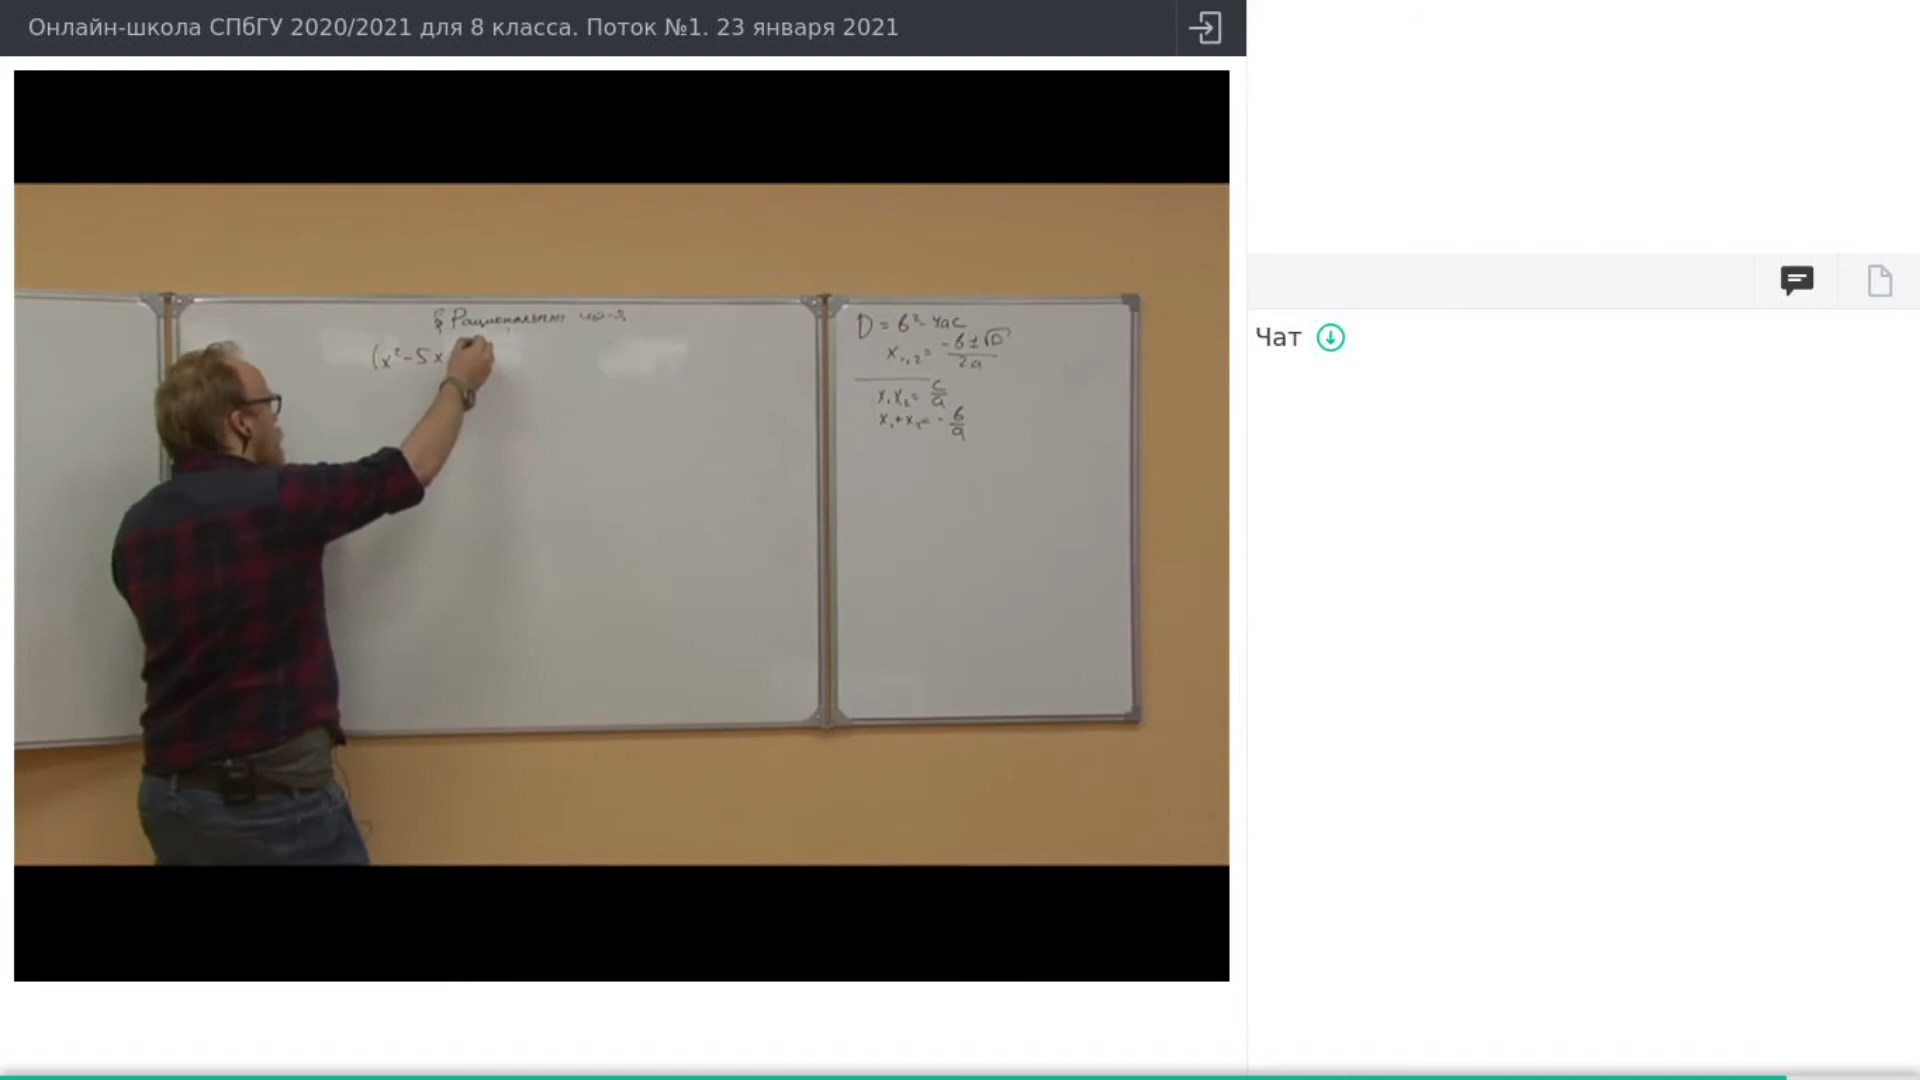 Онлайн-школа СПбГУ 2020/2021 для 8 класса. Поток №1. 23 января 2021
§ Рациональные
(x² - 5x
D = b² - 4ac
x₁,₂ = (-b ± √D) / 2a
x₁x₂ = c/a
x₁ + x₂ = - b/a
Чат